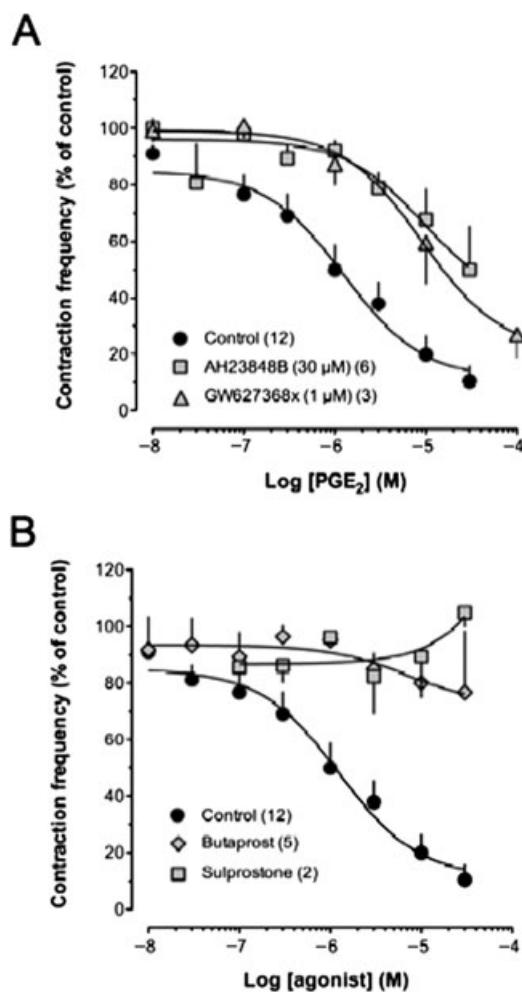 A
Contraction frequency (% of control)
120
100
80
60
40
20
0
Control (12)
AH23848B (30 µM) (6)
GW627368x (1 µM) (3)
−8
−7
−6
−5
−4
Log [PGE₂] (M)
B
Contraction frequency (% of control)
120
100
80
60
40
20
0
Control (12)
Butaprost (5)
Sulprostone (2)
−8
−7
−6
−5
−4
Log [agonist] (M)